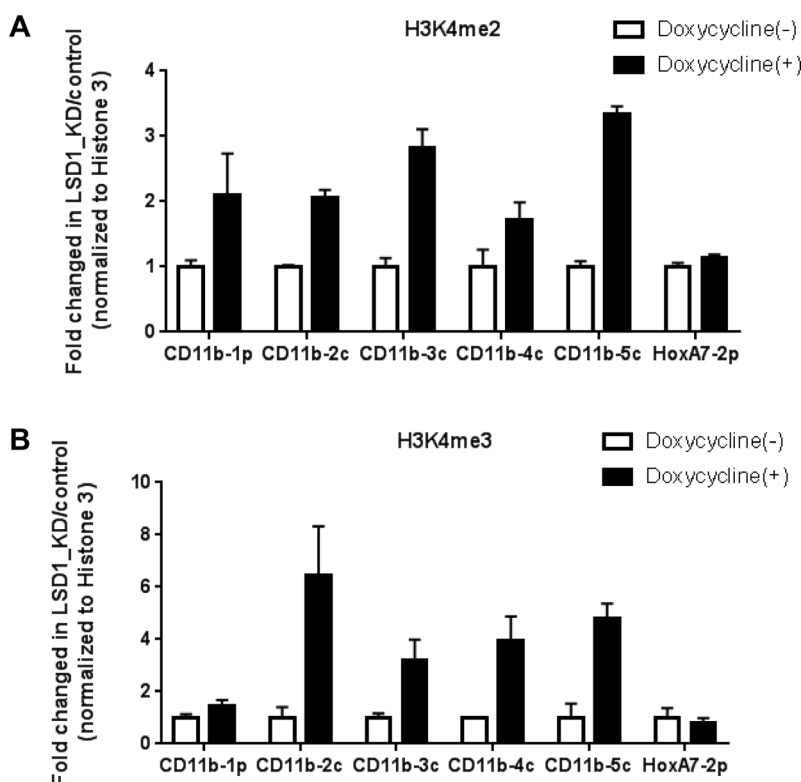 A
H3K4me2
Doxycycline(-)
Doxycycline(+)
Fold changed in LSD1_KD/control
(normalized to Histone 3)
4
3
2
1
0
CD11b-1p CD11b-2c CD11b-3c CD11b-4c CD11b-5c HoxA7-2p
B
H3K4me3
Doxycycline(-)
Doxycycline(+)
Fold changed in LSD1_KD/control
(normalized to Histone 3)
10
8
6
4
2
0
CD11b-1p CD11b-2c CD11b-3c CD11b-4c CD11b-5c HoxA7-2p